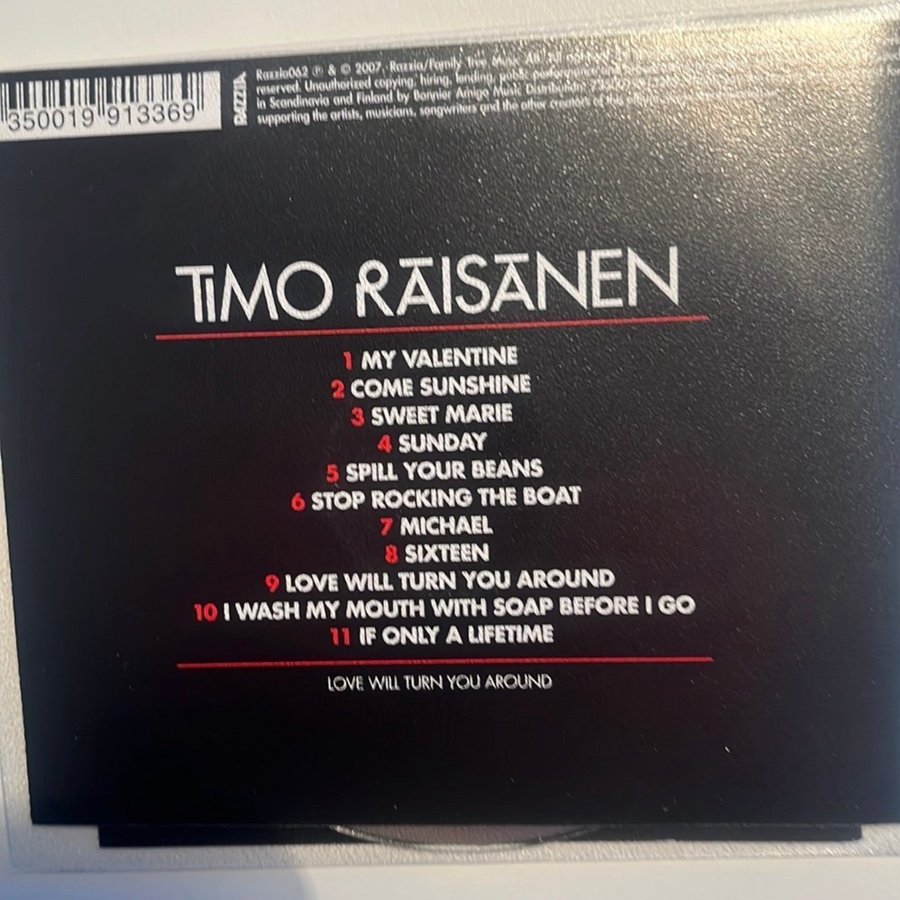 350019 913369
RAZZIA
Razzia062 ℗ & © 2007, Razzia/Family Tree Music. All
reserved. Unauthorized copying, hiring, lending, public performance
in Scandinavia and Finland by Bonnier Amigo Music Distribution
supporting the artists, musicians, songwriters and the other creators of
TIMO RÄISÄNEN
1 MY VALENTINE
2 COME SUNSHINE
3 SWEET MARIE
4 SUNDAY
5 SPILL YOUR BEANS
6 STOP ROCKING THE BOAT
7 MICHAEL
8 SIXTEEN
9 LOVE WILL TURN YOU AROUND
10 I WASH MY MOUTH WITH SOAP BEFORE I GO
11 IF ONLY A LIFETIME
LOVE WILL TURN YOU AROUND